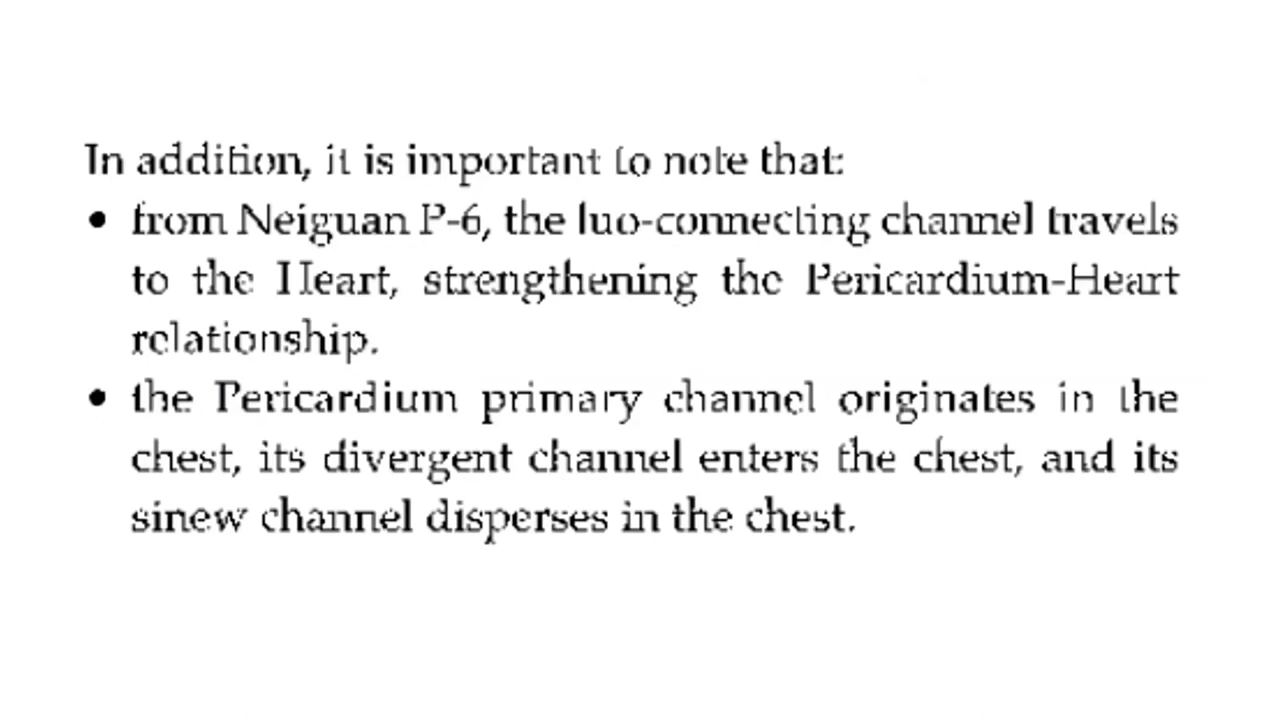 In addition, it is important to note that:
• from Neiguan P-6, the luo-connecting channel travels
to the Heart, strengthening the Pericardium-Heart
relationship.
• the Pericardium primary channel originates in the
chest, its divergent channel enters the chest, and its
sinew channel disperses in the chest.